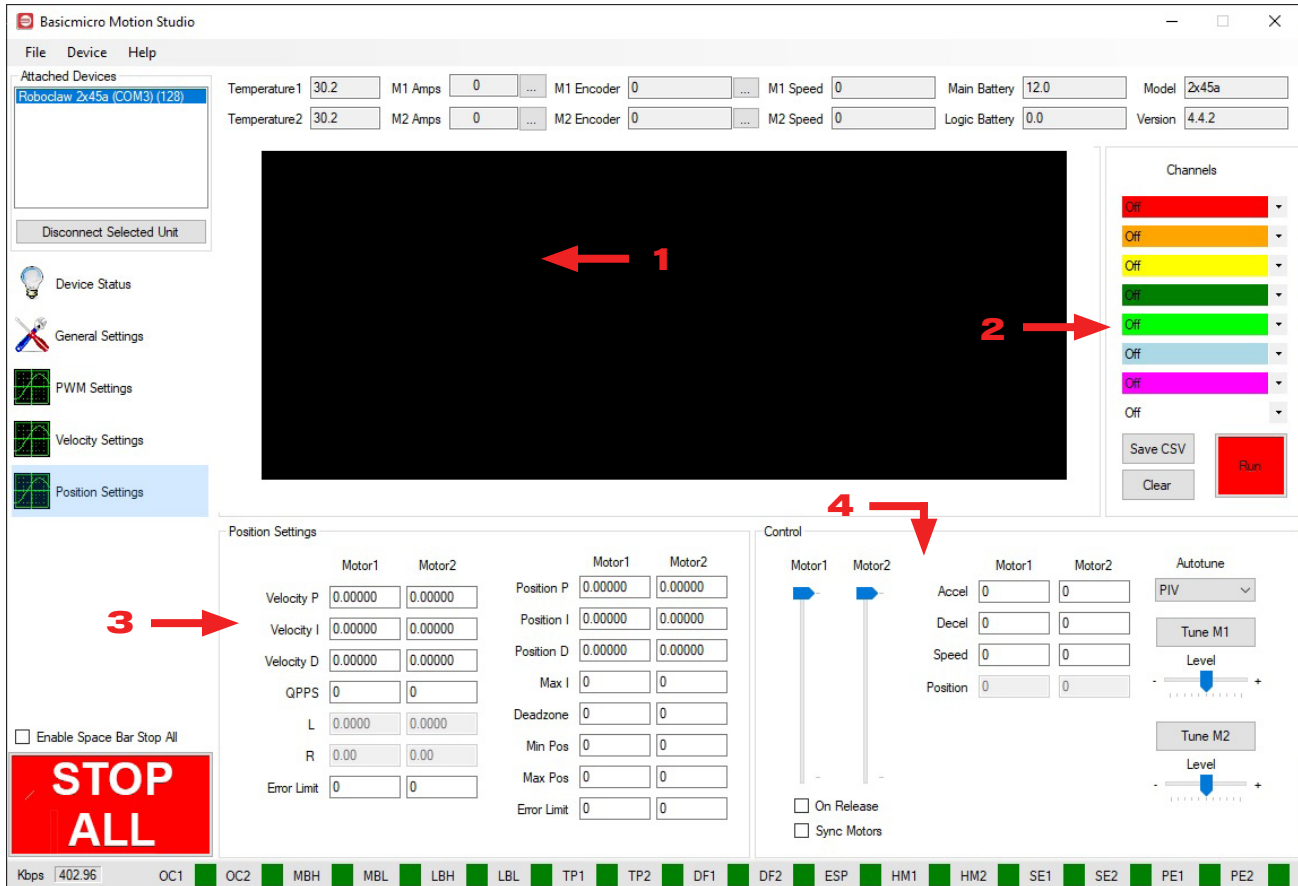 Basicmicro Motion Studio
File Device Help
Attached Devices
Roboclaw 2x45a (COM3) (128)
Disconnect Selected Unit
Temperature1 30.2 M1 Amps 0 ... M1 Encoder 0 ... M1 Speed 0 Main Battery 12.0 Model 2x45a
Temperature2 30.2 M2 Amps 0 ... M2 Encoder 0 ... M2 Speed 0 Logic Battery 0.0 Version 4.4.2
Device Status
General Settings
PWM Settings
Velocity Settings
Position Settings
1
2
Channels
Off
Off
Off
Off
Off
Off
Off
Off
Save CSV
Clear
Run
3
4
Position Settings
Motor1 Motor2
Velocity P 0.00000 0.00000
Velocity I 0.00000 0.00000
Velocity D 0.00000 0.00000
QPPS 0 0
L 0.0000 0.0000
R 0.00 0.00
Error Limit 0 0
Motor1 Motor2
Position P 0.00000 0.00000
Position I 0.00000 0.00000
Position D 0.00000 0.00000
Max I 0 0
Deadzone 0 0
Min Pos 0 0
Max Pos 0 0
Error Limit 0 0
Control
Motor1 Motor2
On Release
Sync Motors
Motor1 Motor2
Accel 0 0
Decel 0 0
Speed 0 0
Position 0 0
Autotune
PIV
Tune M1
Level
- +
Tune M2
Level
- +
Enable Space Bar Stop All
STOP
ALL
Kbps 402.96 OC1 OC2 MBH MBL LBH LBL TP1 TP2 DF1 DF2 ESP HM1 HM2 SE1 SE2 PE1 PE2